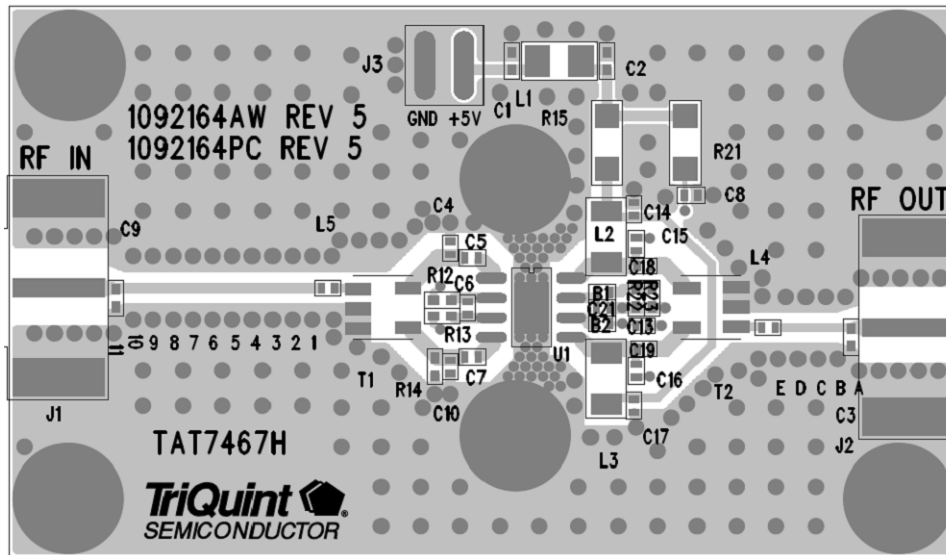 J3
GND +5V
C1
L1
C2
R15
1092164AW REV 5
1092164PC REV 5
R21
C8
RF IN
RF OUT
C9
L5
C4
C5
C14
C15
L2
L4
C18
R12
C6
B1
C21
B2
R22
R23
C13
R13
C19
U1
11 10 9 8 7 6 5 4 3 2 1
T1
R14
C7
C10
C16
T2
E D C B A
C17
C3
J1
J2
L3
TAT7467H
TriQuint
SEMICONDUCTOR